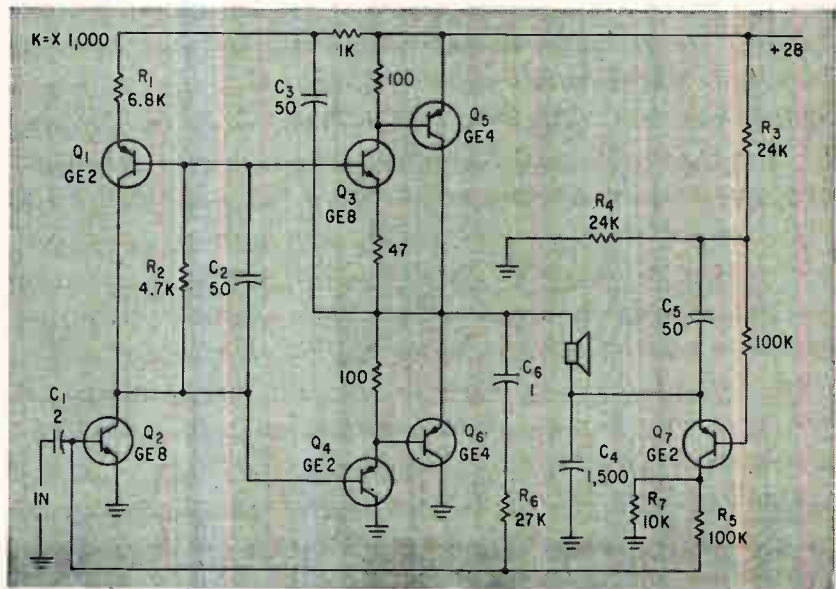 K=X 1,000
1K
+28
R1
6.8K
C3
50
100
Q5
GE4
R3
24K
Q1
GE2
Q3
GE8
R4
24K
R2
4.7K
C2
50
47
C5
50
100K
C1
2
Q2
GE8
100
C6
1
Q4
GE2
Q6
GE4
C4
1,500
Q7
GE2
IN
R6
27K
R7
10K
R5
100K